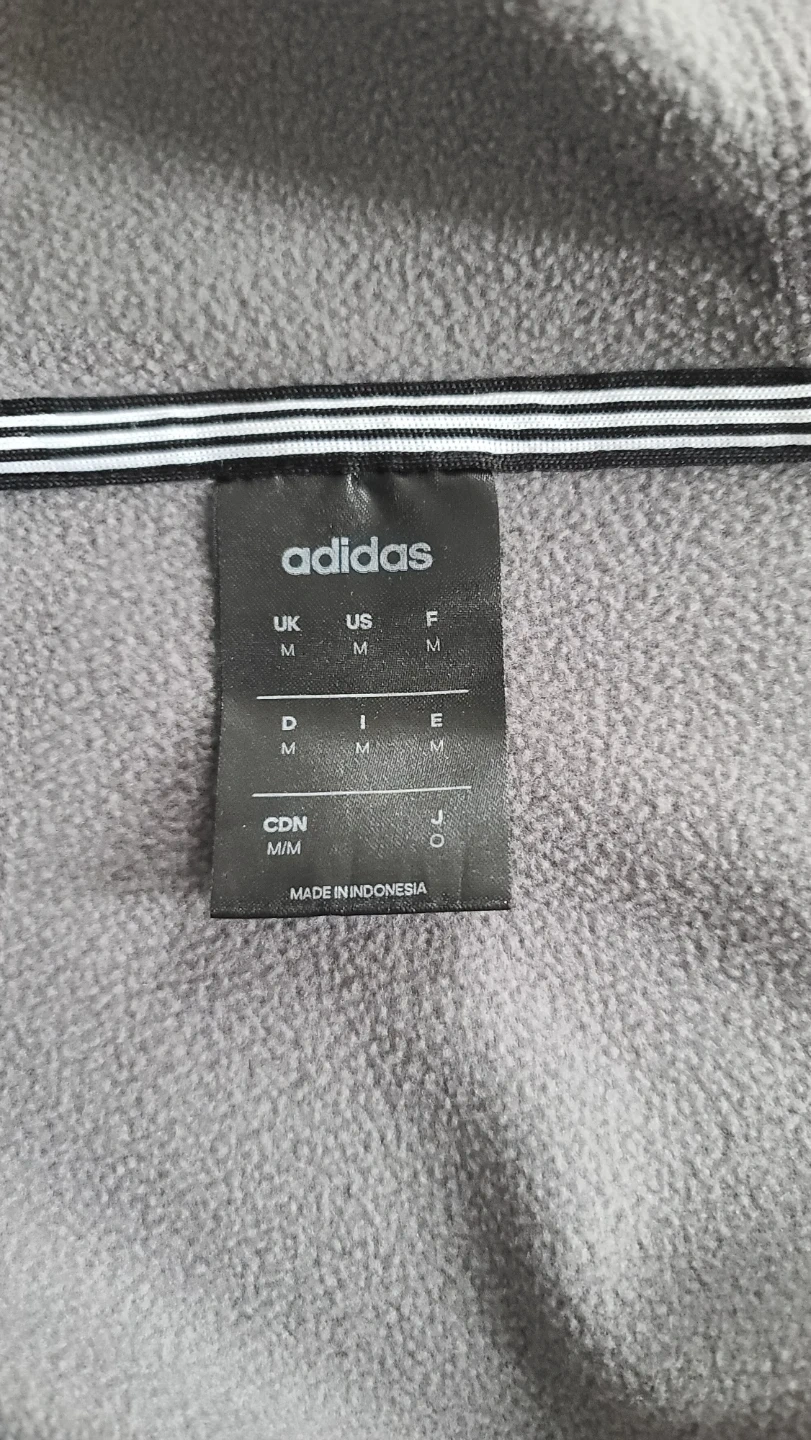 adidas
UK US F
M M M
D I E
M M M
CDN J
M/M O
MADE IN INDONESIA